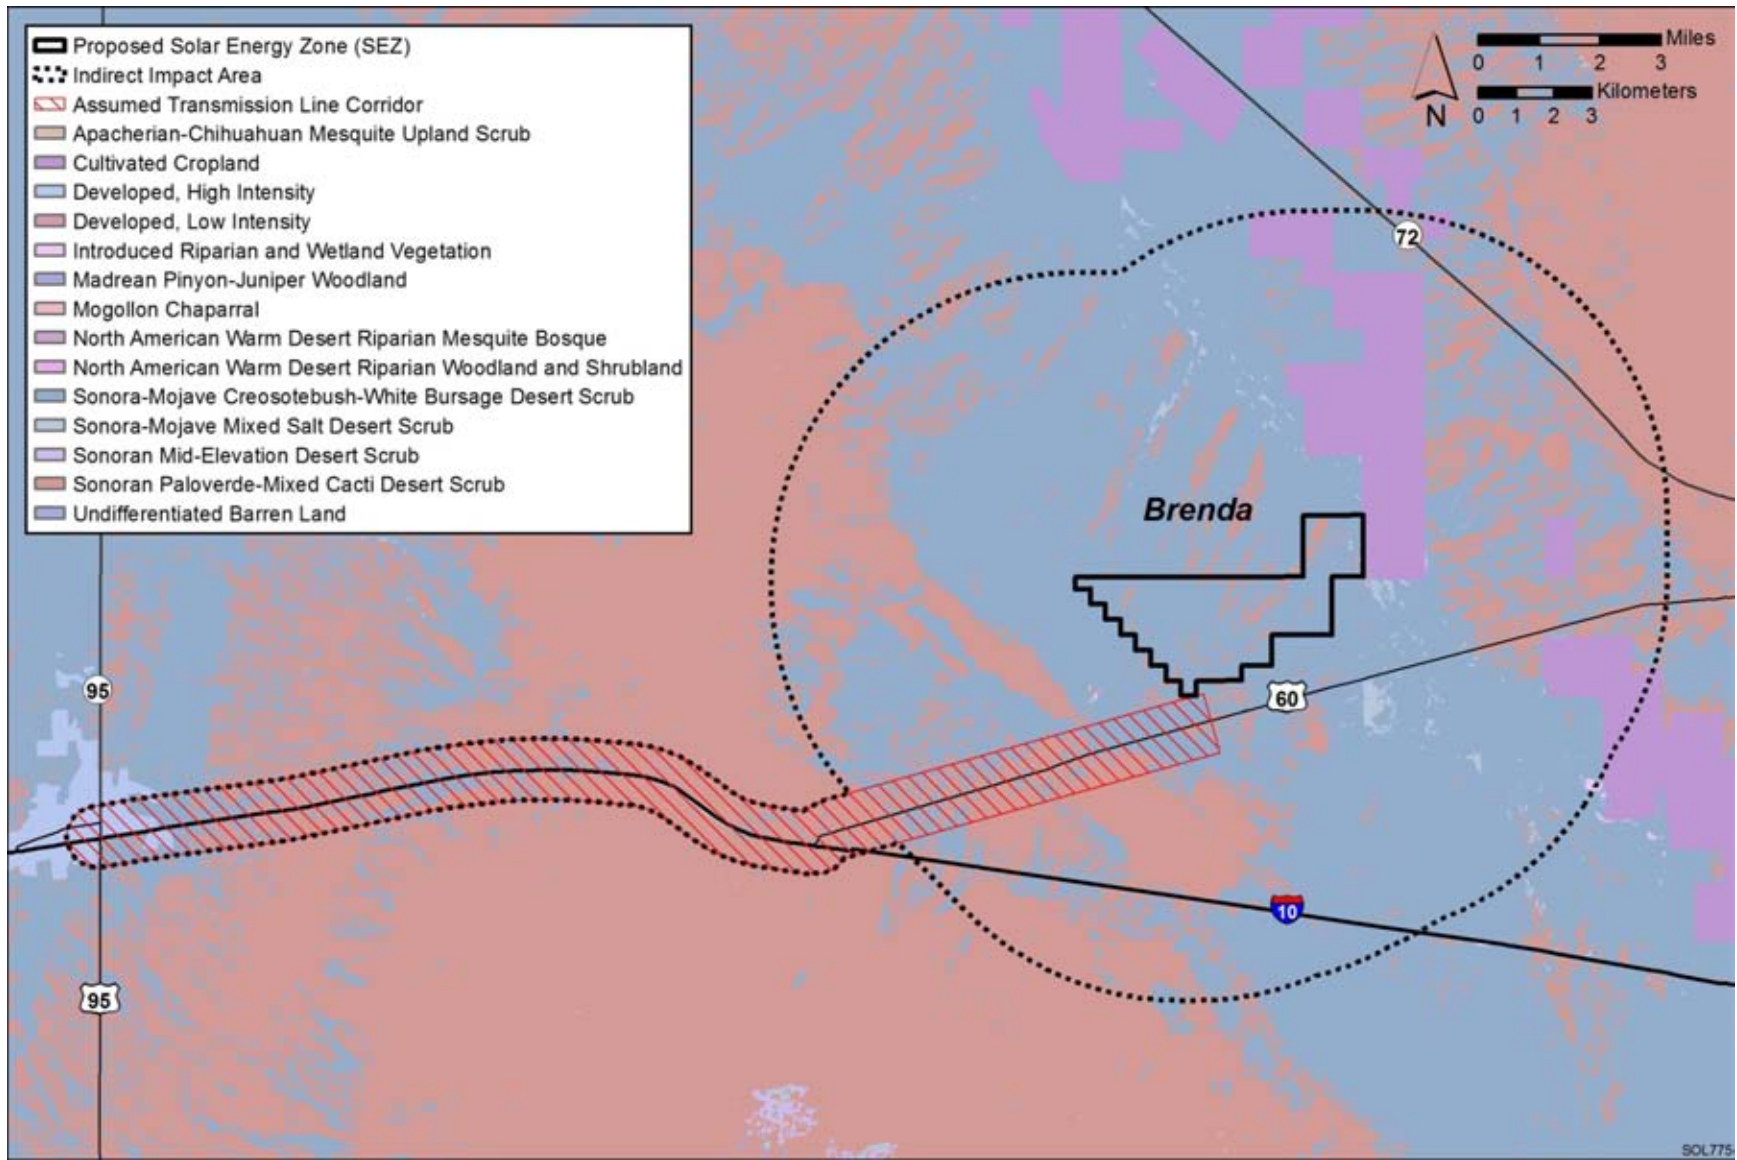 Proposed Solar Energy Zone (SEZ)
Indirect Impact Area
Assumed Transmission Line Corridor
Apacherian-Chihuahuan Mesquite Upland Scrub
Cultivated Cropland
Developed, High Intensity
Developed, Low Intensity
Introduced Riparian and Wetland Vegetation
Madrean Pinyon-Juniper Woodland
Mogollon Chaparral
North American Warm Desert Riparian Mesquite Bosque
North American Warm Desert Riparian Woodland and Shrubland
Sonora-Mojave Creosotebush-White Bursage Desert Scrub
Sonora-Mojave Mixed Salt Desert Scrub
Sonoran Mid-Elevation Desert Scrub
Sonoran Paloverde-Mixed Cacti Desert Scrub
Undifferentiated Barren Land
Miles
0 1 2 3
Kilometers
0 1 2 3
N
72
Brenda
95
60
10
95
SOL775